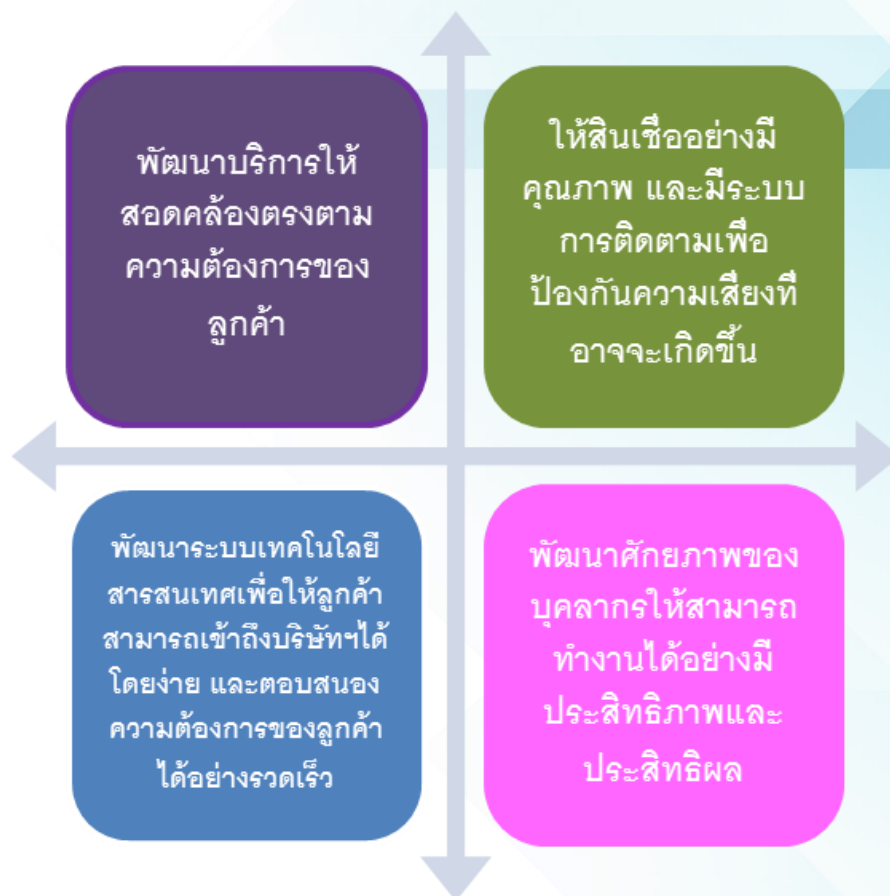 พัฒนาบริการให้
สอดคล้องตรงตาม
ความต้องการของ
ลูกค้า
ให้สินเชื่ออย่างมี
คุณภาพ และมีระบบ
การติดตามเพื่อ
ป้องกันความเสี่ยงที่
อาจจะเกิดขึ้น
พัฒนาระบบเทคโนโลยี
สารสนเทศเพื่อให้ลูกค้า
สามารถเข้าถึงบริษัทฯได้
โดยง่าย และตอบสนอง
ความต้องการของลูกค้า
ได้อย่างรวดเร็ว
พัฒนาศักยภาพของ
บุคลากรให้สามารถ
ทำงานได้อย่างมี
ประสิทธิภาพและ
ประสิทธิผล